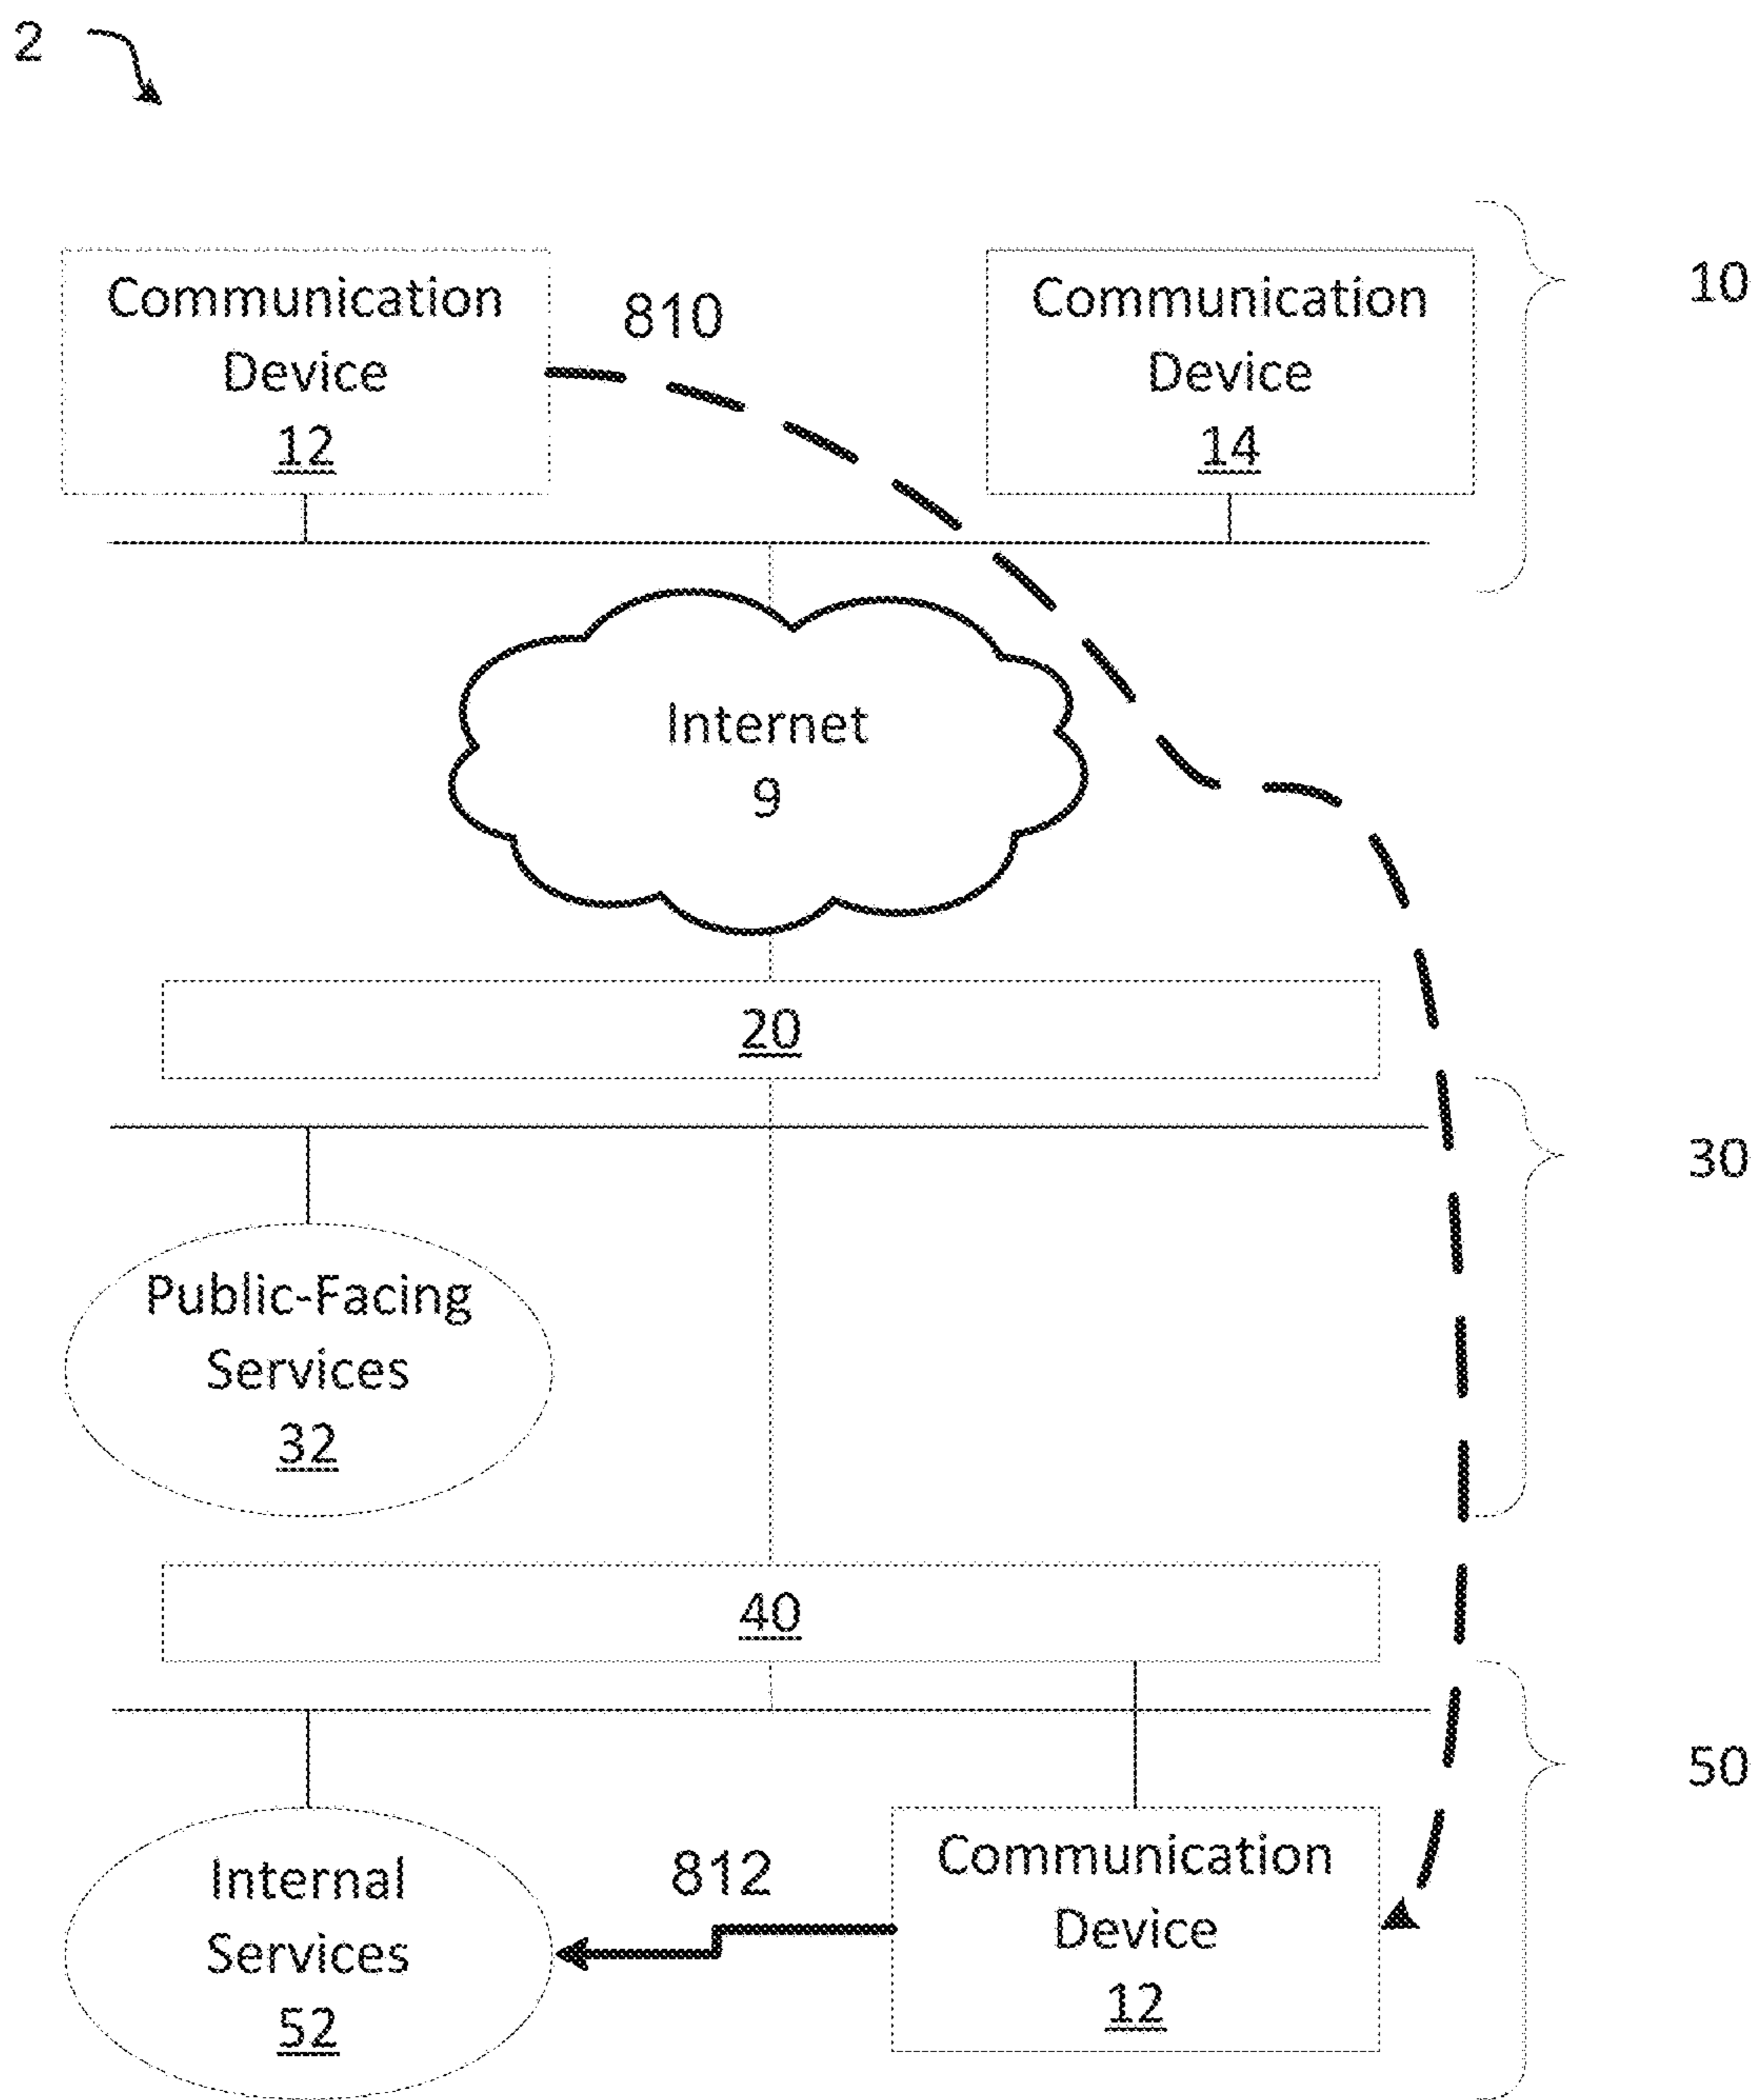 2
10
Communication
Device
12
810
Communication
Device
14
Internet
9
20
30
Public-Facing
Services
32
40
50
Internal
Services
52
812
Communication
Device
12